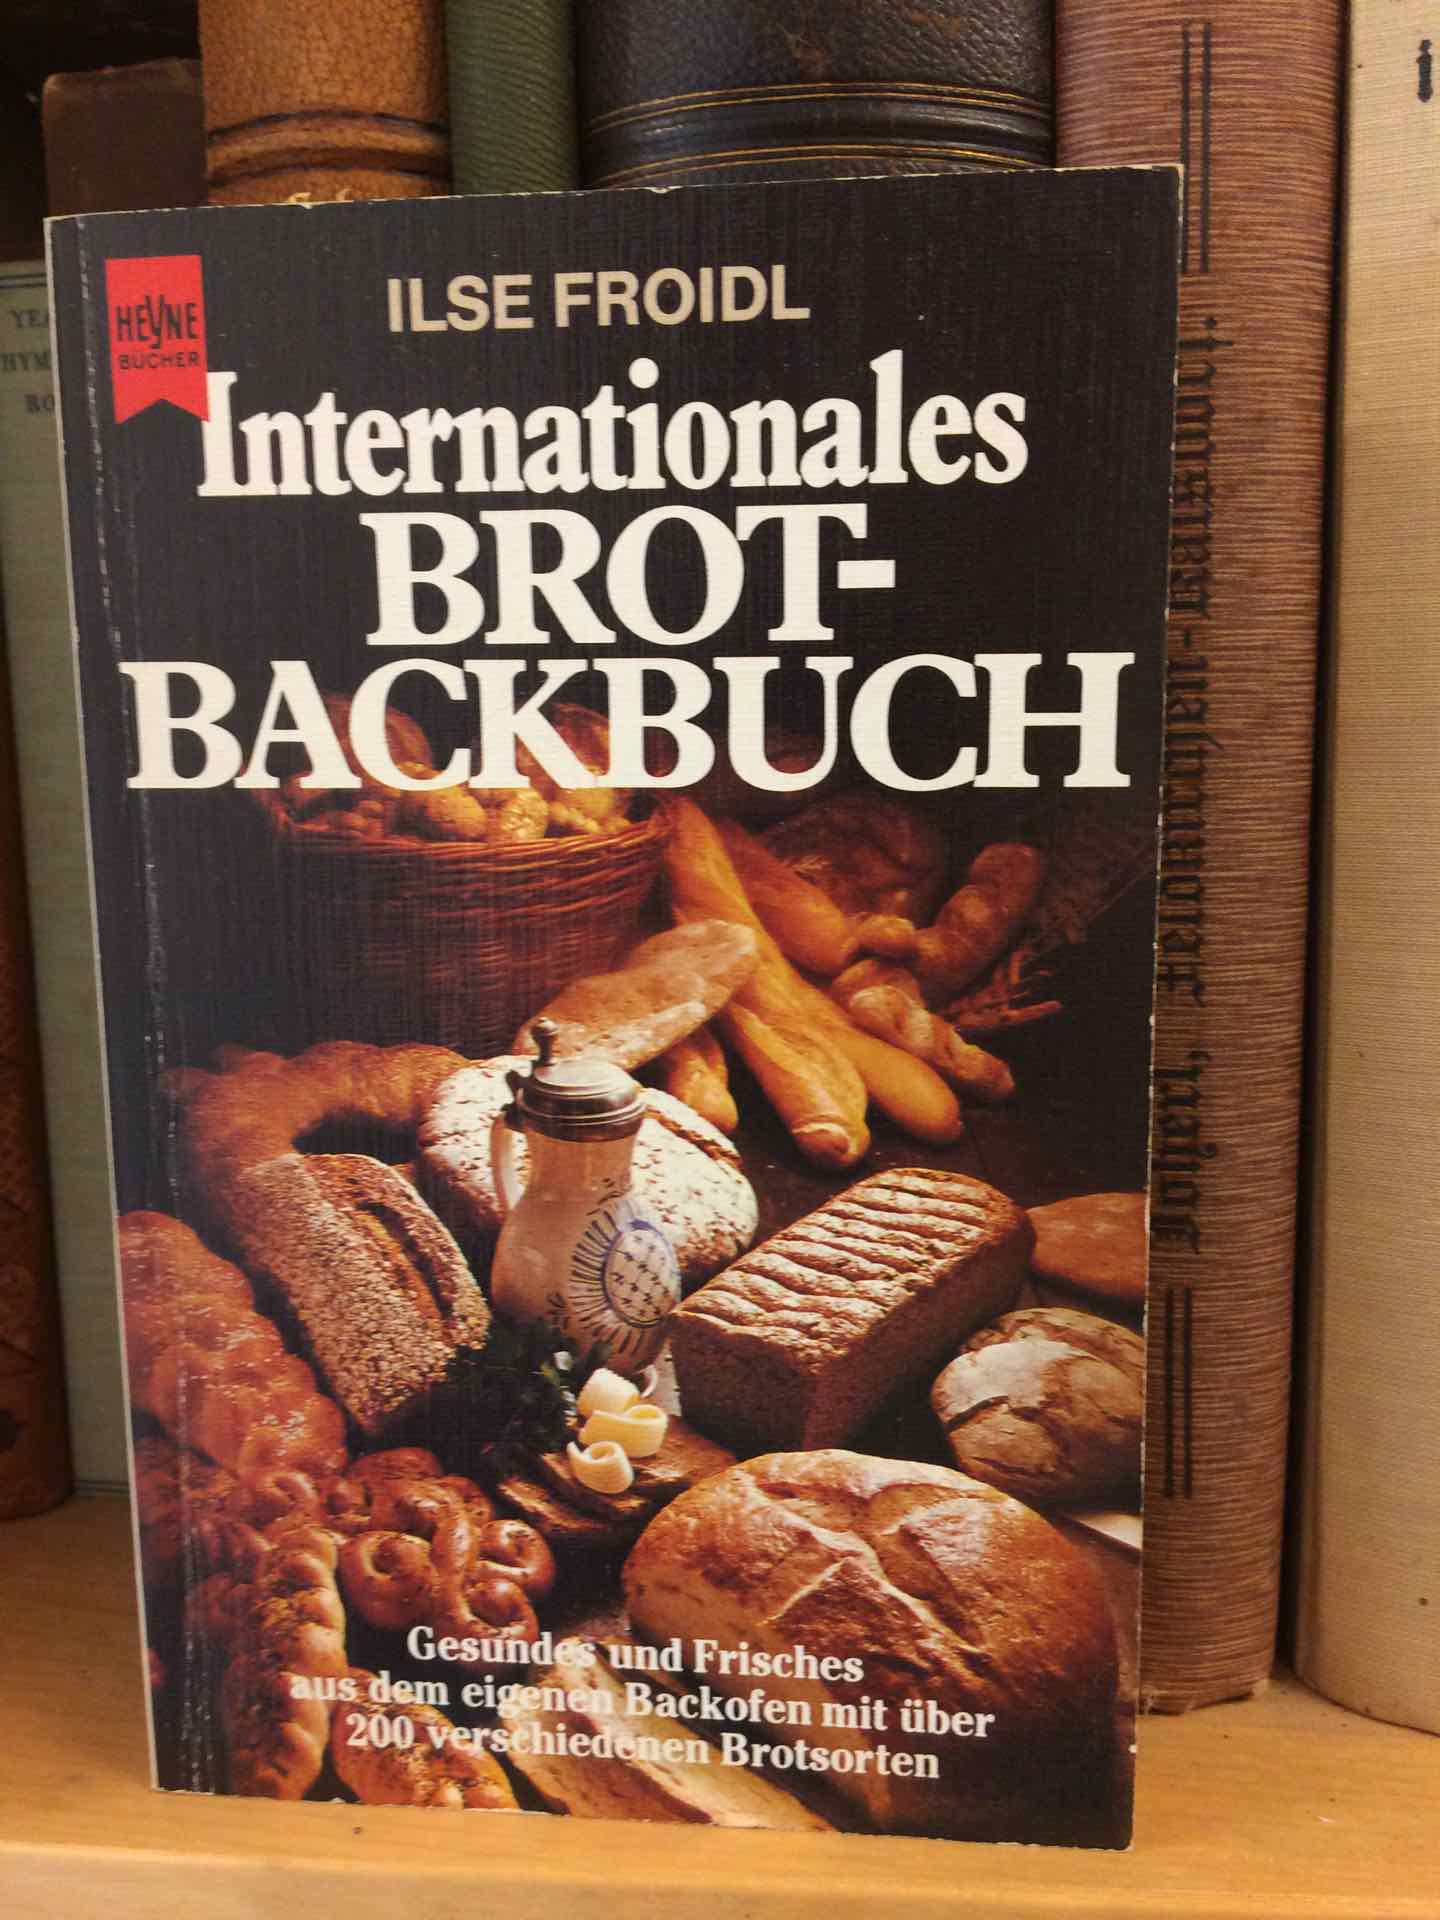 HEYNE
BÜCHER
ILSE FROIDL
Internationales
BROT-
BACKBUCH
Gesundes und Frisches
aus dem eigenen Backofen mit über
200 verschiedenen Brotsorten